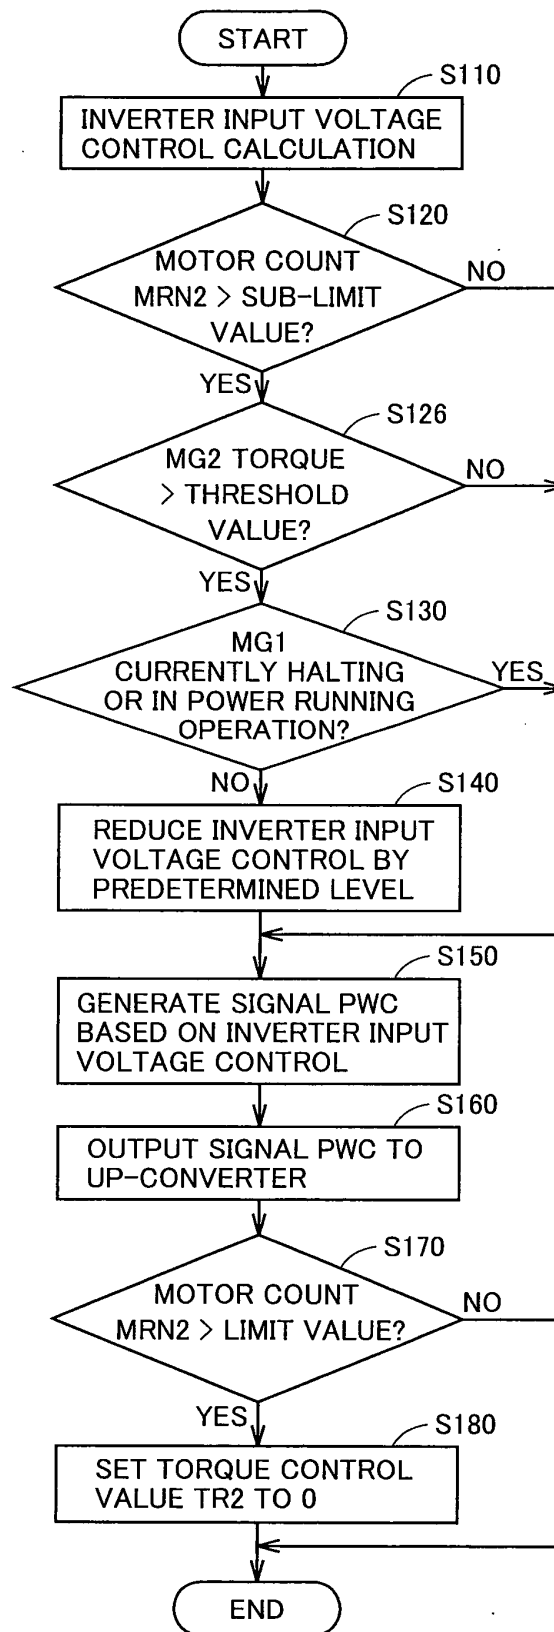 START
S110
INVERTER INPUT VOLTAGE
CONTROL CALCULATION
S120
MOTOR COUNT
MRN2 > SUB-LIMIT
VALUE?
NO
YES
S126
MG2 TORQUE
> THRESHOLD
VALUE?
NO
YES
S130
MG1
CURRENTLY HALTING
OR IN POWER RUNNING
OPERATION?
YES
NO
S140
REDUCE INVERTER INPUT
VOLTAGE CONTROL BY
PREDETERMINED LEVEL
S150
GENERATE SIGNAL PWC
BASED ON INVERTER INPUT
VOLTAGE CONTROL
S160
OUTPUT SIGNAL PWC TO
UP-CONVERTER
S170
MOTOR COUNT
MRN2 > LIMIT VALUE?
NO
YES
S180
SET TORQUE CONTROL
VALUE TR2 TO 0
END